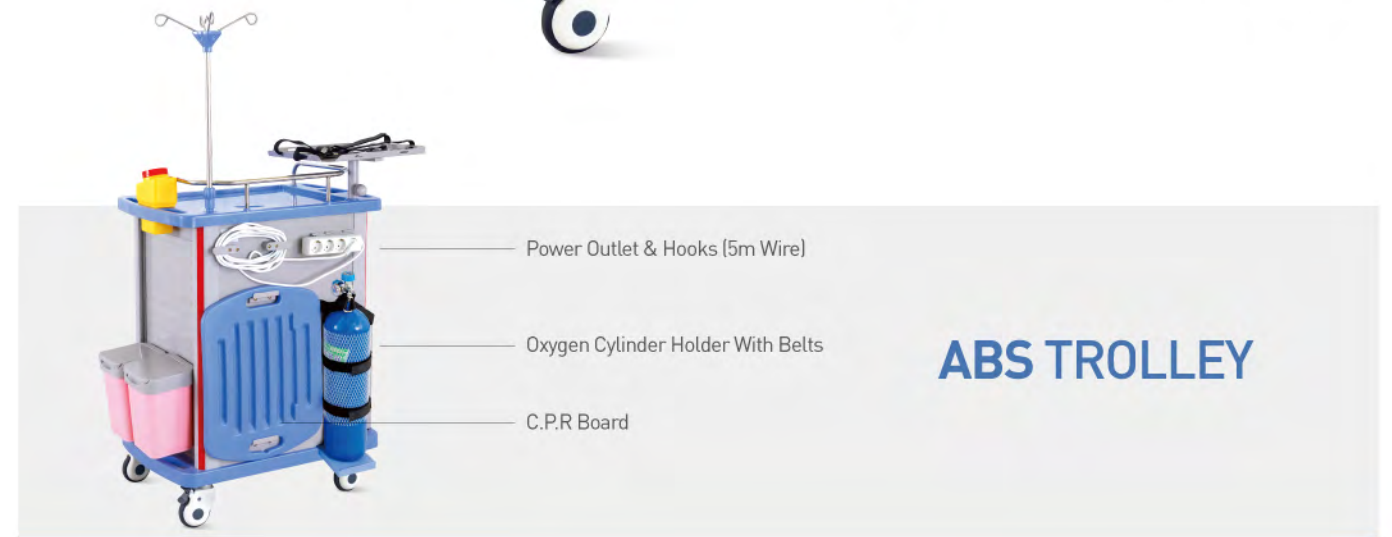 Power Outlet & Hooks (5m Wire)
Oxygen Cylinder Holder With Belts
ABS TROLLEY
C.P.R Board